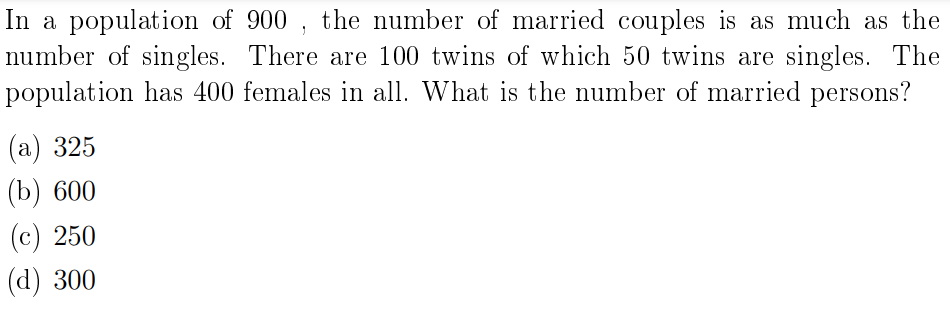 In a population of 900 , the number of married couples is as much as the
number of singles. There are 100 twins of which 50 twins are singles. The
population has 400 females in all. What is the number of married persons?
(a) 325
(b) 600
(c) 250
(d) 300